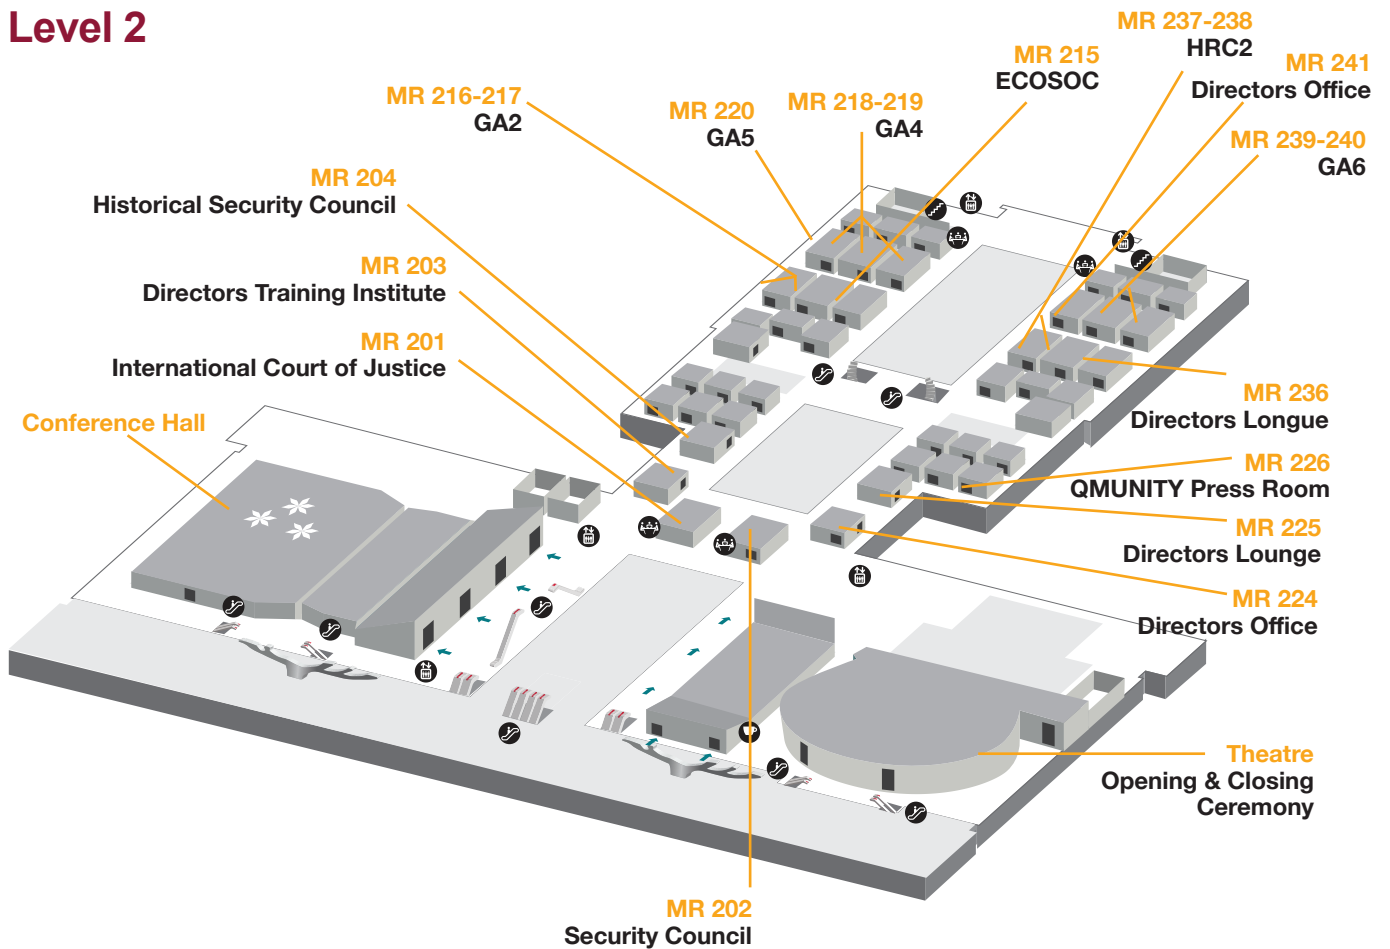 Level 2
MR 237-238
HRC2
MR 215
ECOSOC
MR 241
Directors Office
MR 216-217
GA2
MR 220
GA5
MR 218-219
GA4
MR 239-240
GA6
MR 204
Historical Security Council
MR 203
Directors Training Institute
MR 201
International Court of Justice
Conference Hall
MR 236
Directors Longue
MR 226
QMUNITY Press Room
MR 225
Directors Lounge
MR 224
Directors Office
Theatre
Opening & Closing
Ceremony
MR 202
Security Council